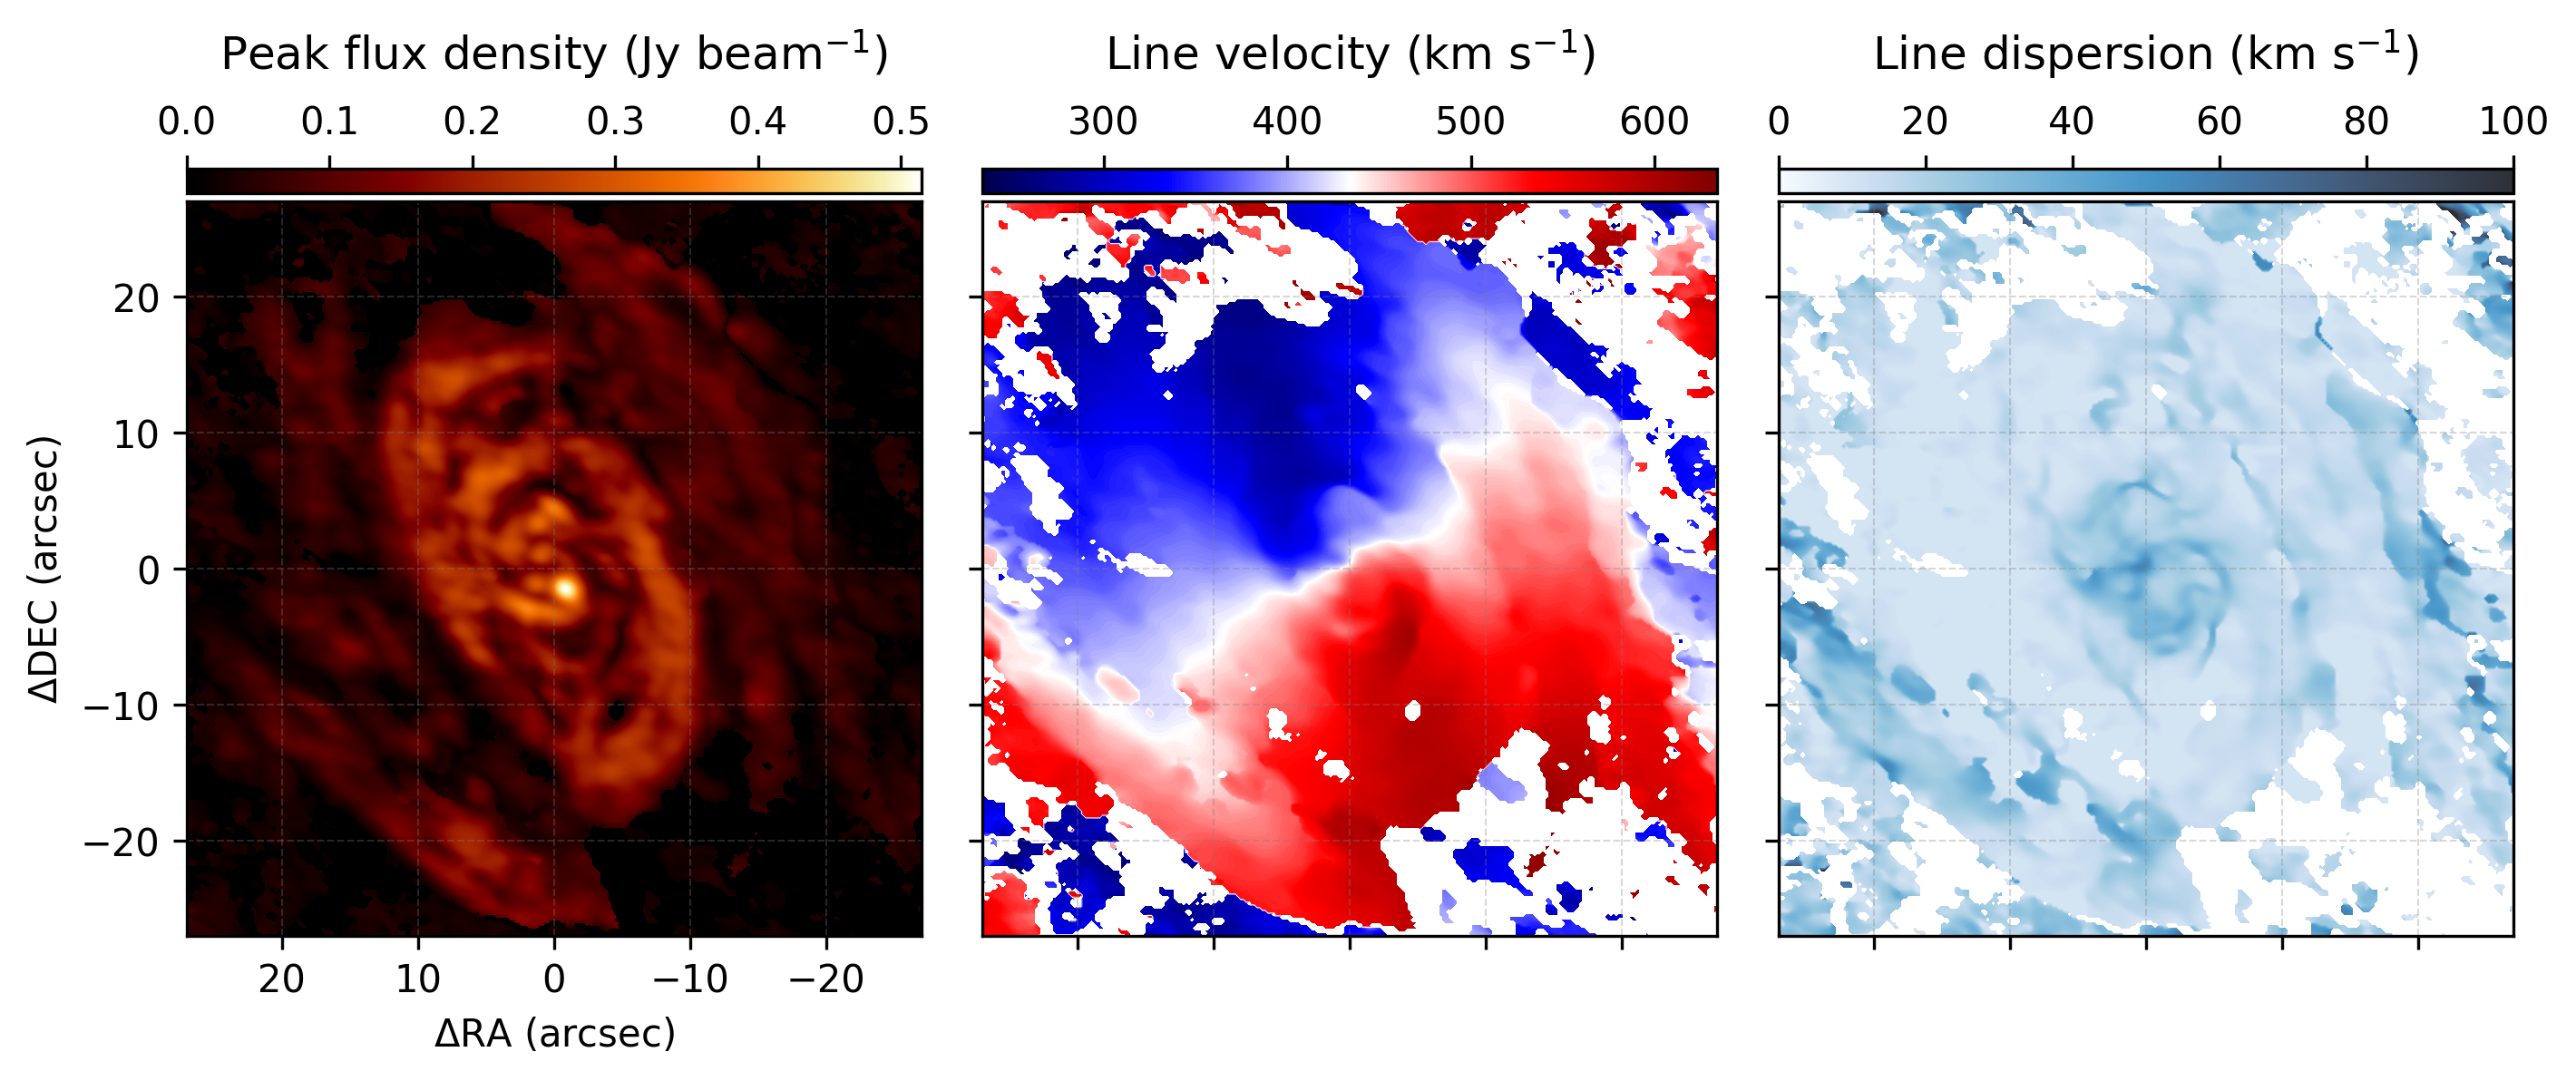 Peak flux density (Jy beam⁻¹) Line velocity (km s⁻¹) Line dispersion (km s⁻¹)
0.0 0.1 0.2 0.3 0.4 0.5 300 400 500 600 0 20 40 60 80 100
20
10
0
−10
−20
ΔDEC (arcsec)
20 10 0 −10 −20
ΔRA (arcsec)